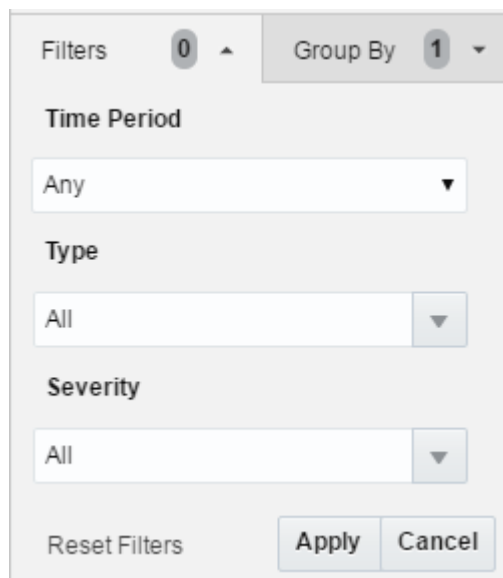 Filters 0 Group By 1
Time Period
Any
Type
All
Severity
All
Reset Filters Apply Cancel